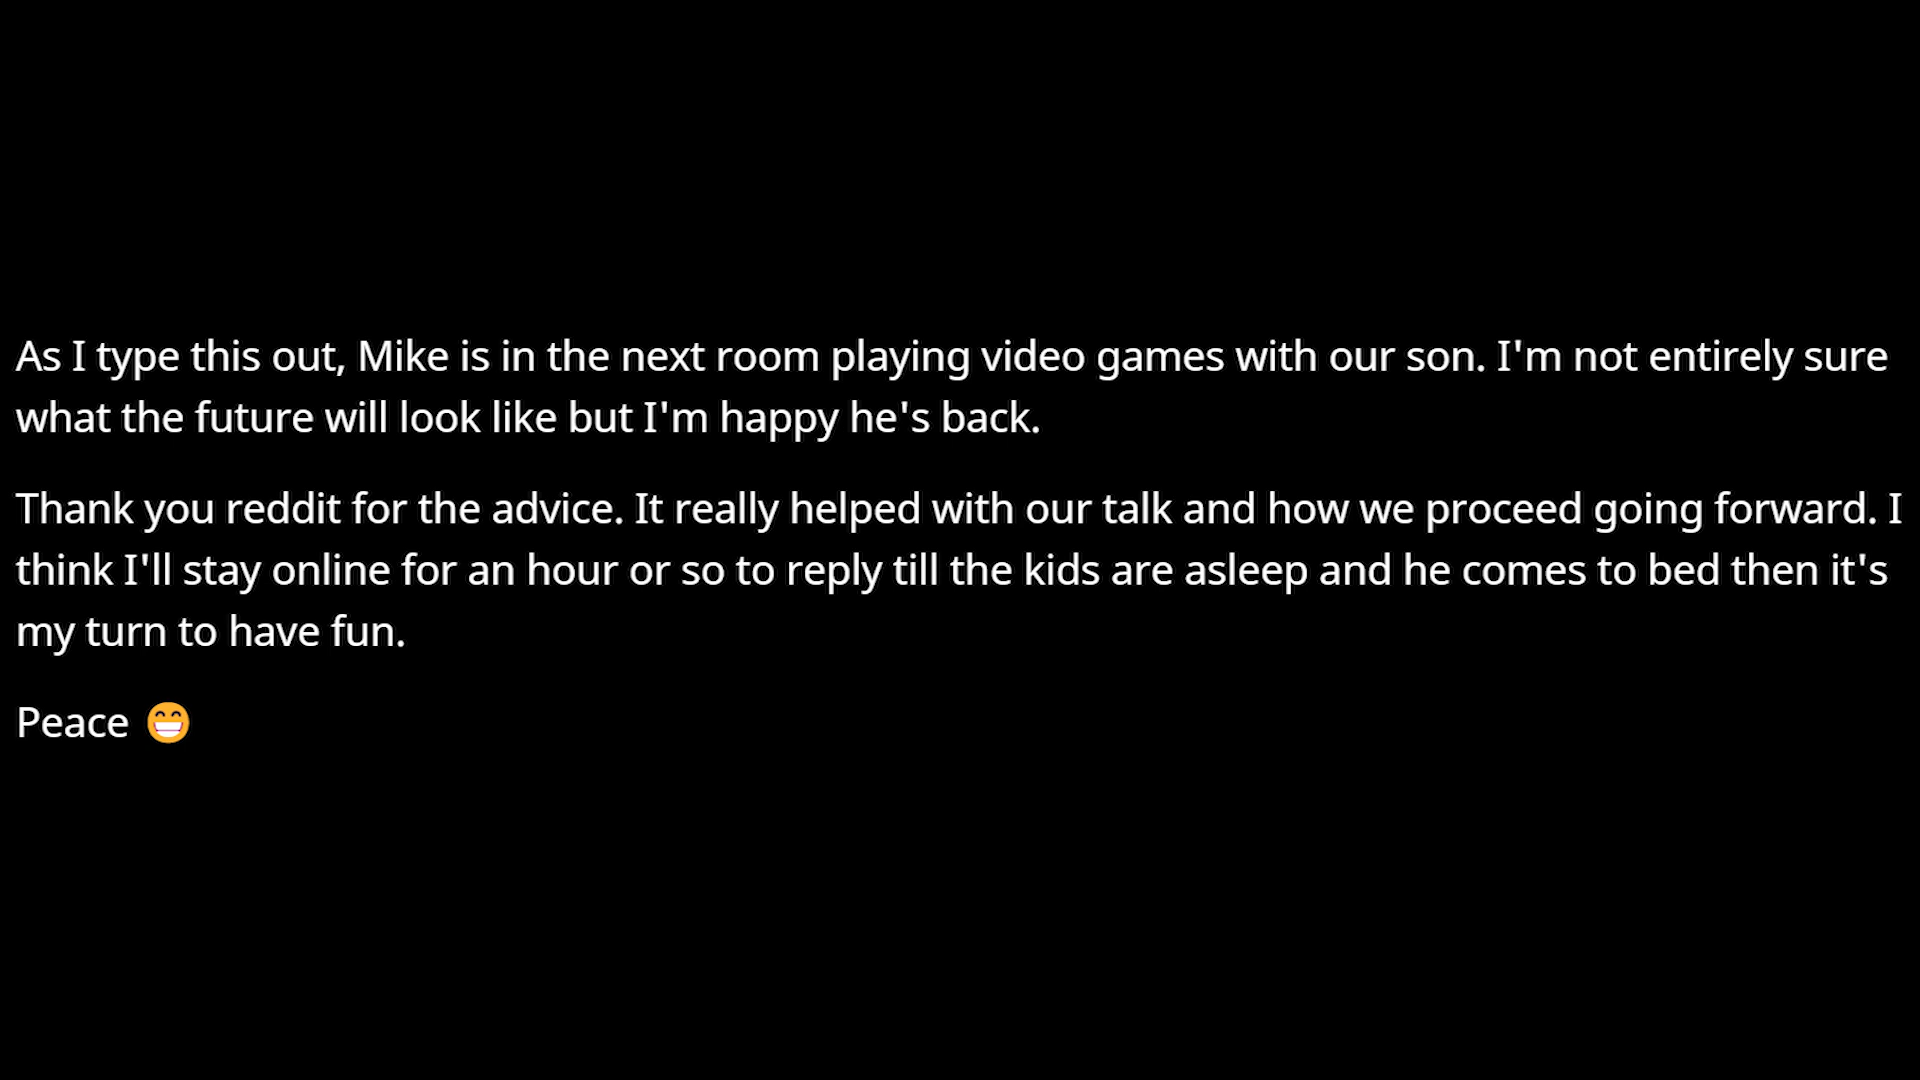 As I type this out, Mike is in the next room playing video games with our son. I'm not entirely sure
what the future will look like but I'm happy he's back.
Thank you reddit for the advice. It really helped with our talk and how we proceed going forward. I
think I'll stay online for an hour or so to reply till the kids are asleep and he comes to bed then it's
my turn to have fun.
Peace 😁